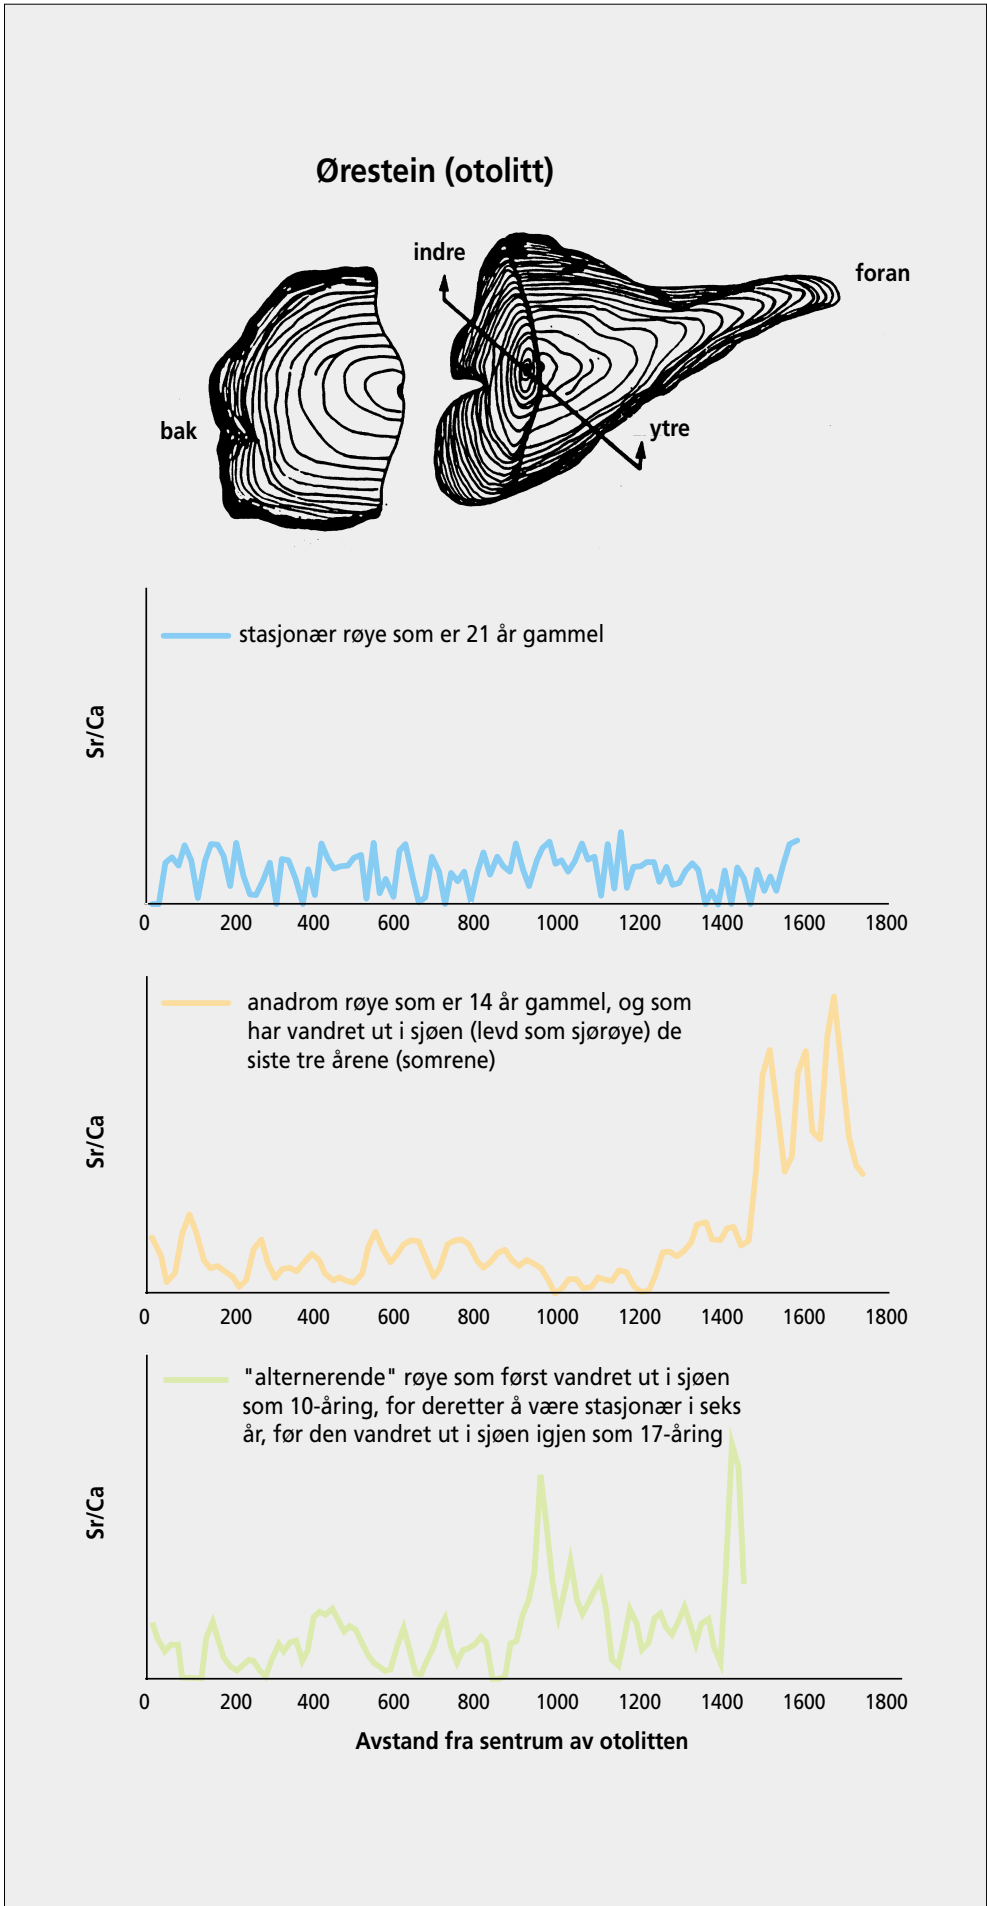 Ørestein (otolitt)
indre
foran
bak
ytre
stasjonær røye som er 21 år gammel
Sr/Ca
0 200 400 600 800 1000 1200 1400 1600 1800
anadrom røye som er 14 år gammel, og som
har vandret ut i sjøen (levd som sjørøye) de
siste tre årene (somrene)
Sr/Ca
0 200 400 600 800 1000 1200 1400 1600 1800
"alternerende" røye som først vandret ut i sjøen
som 10-åring, for deretter å være stasjonær i seks
år, før den vandret ut i sjøen igjen som 17-åring
Sr/Ca
0 200 400 600 800 1000 1200 1400 1600 1800
Avstand fra sentrum av otolitten